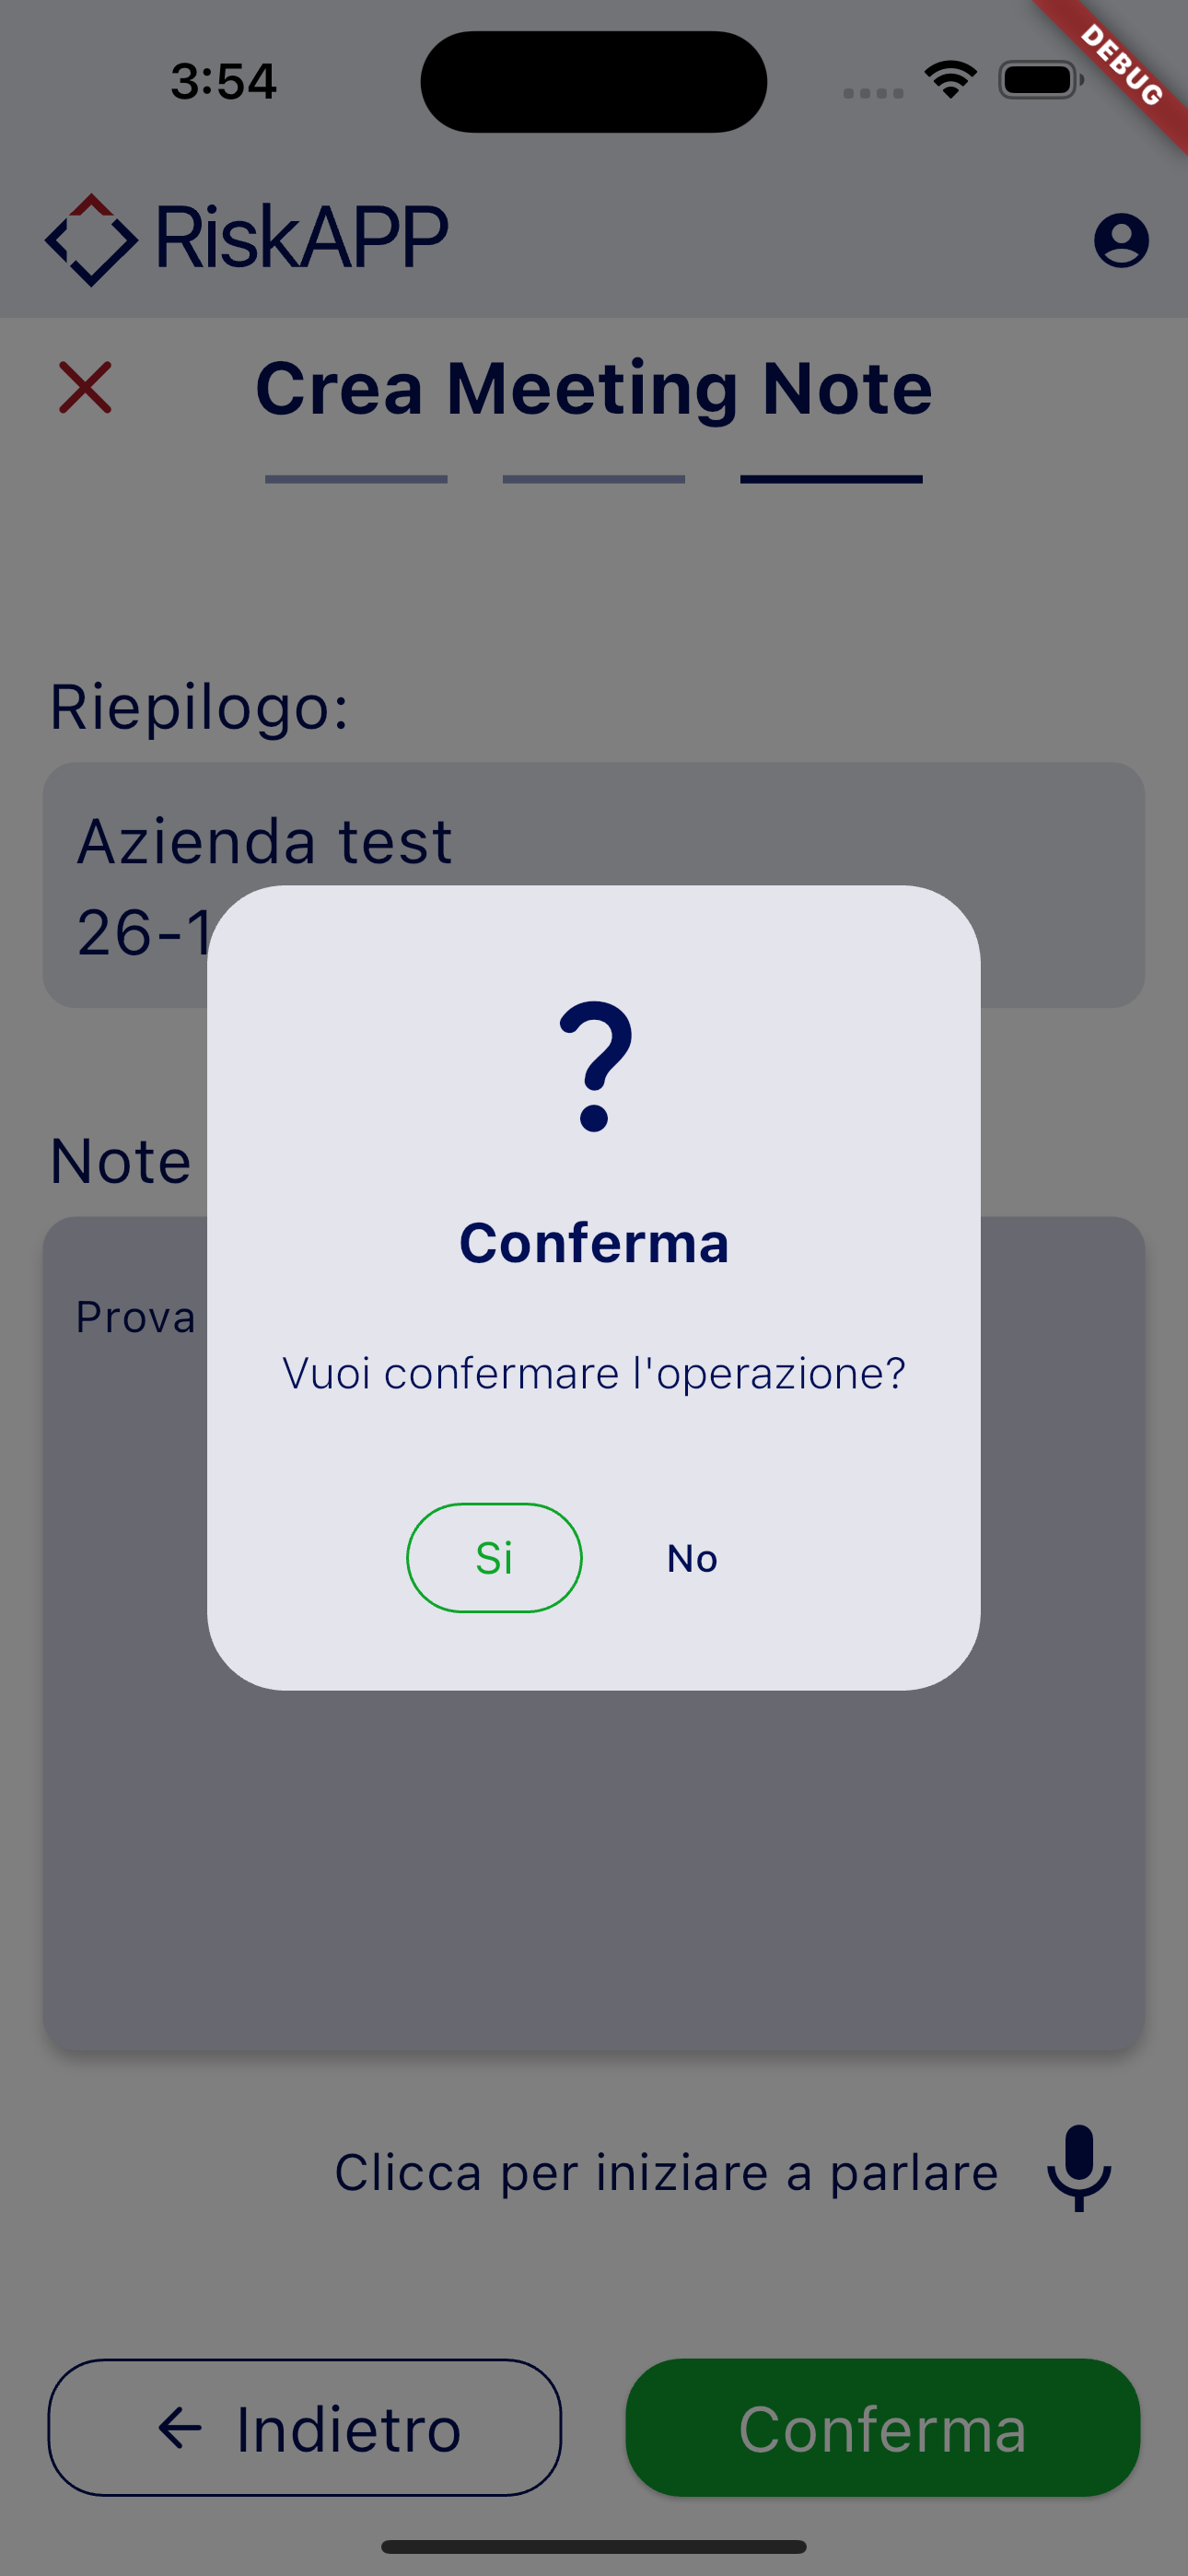 3:54
DEBUG
RiskAPP
Crea Meeting Note
Riepilogo:
Azienda test
26-1
Note
Prova
?
Conferma
Vuoi confermare l'operazione?
Si
No
Clicca per iniziare a parlare
← Indietro
Conferma